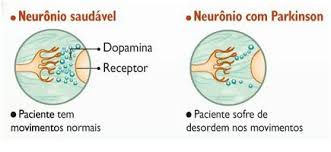 • Neurônio saudável
Dopamina
Receptor
• Paciente tem
movimentos normais
• Neurônio com Parkinson
• Paciente sofre de
desordem nos movimentos